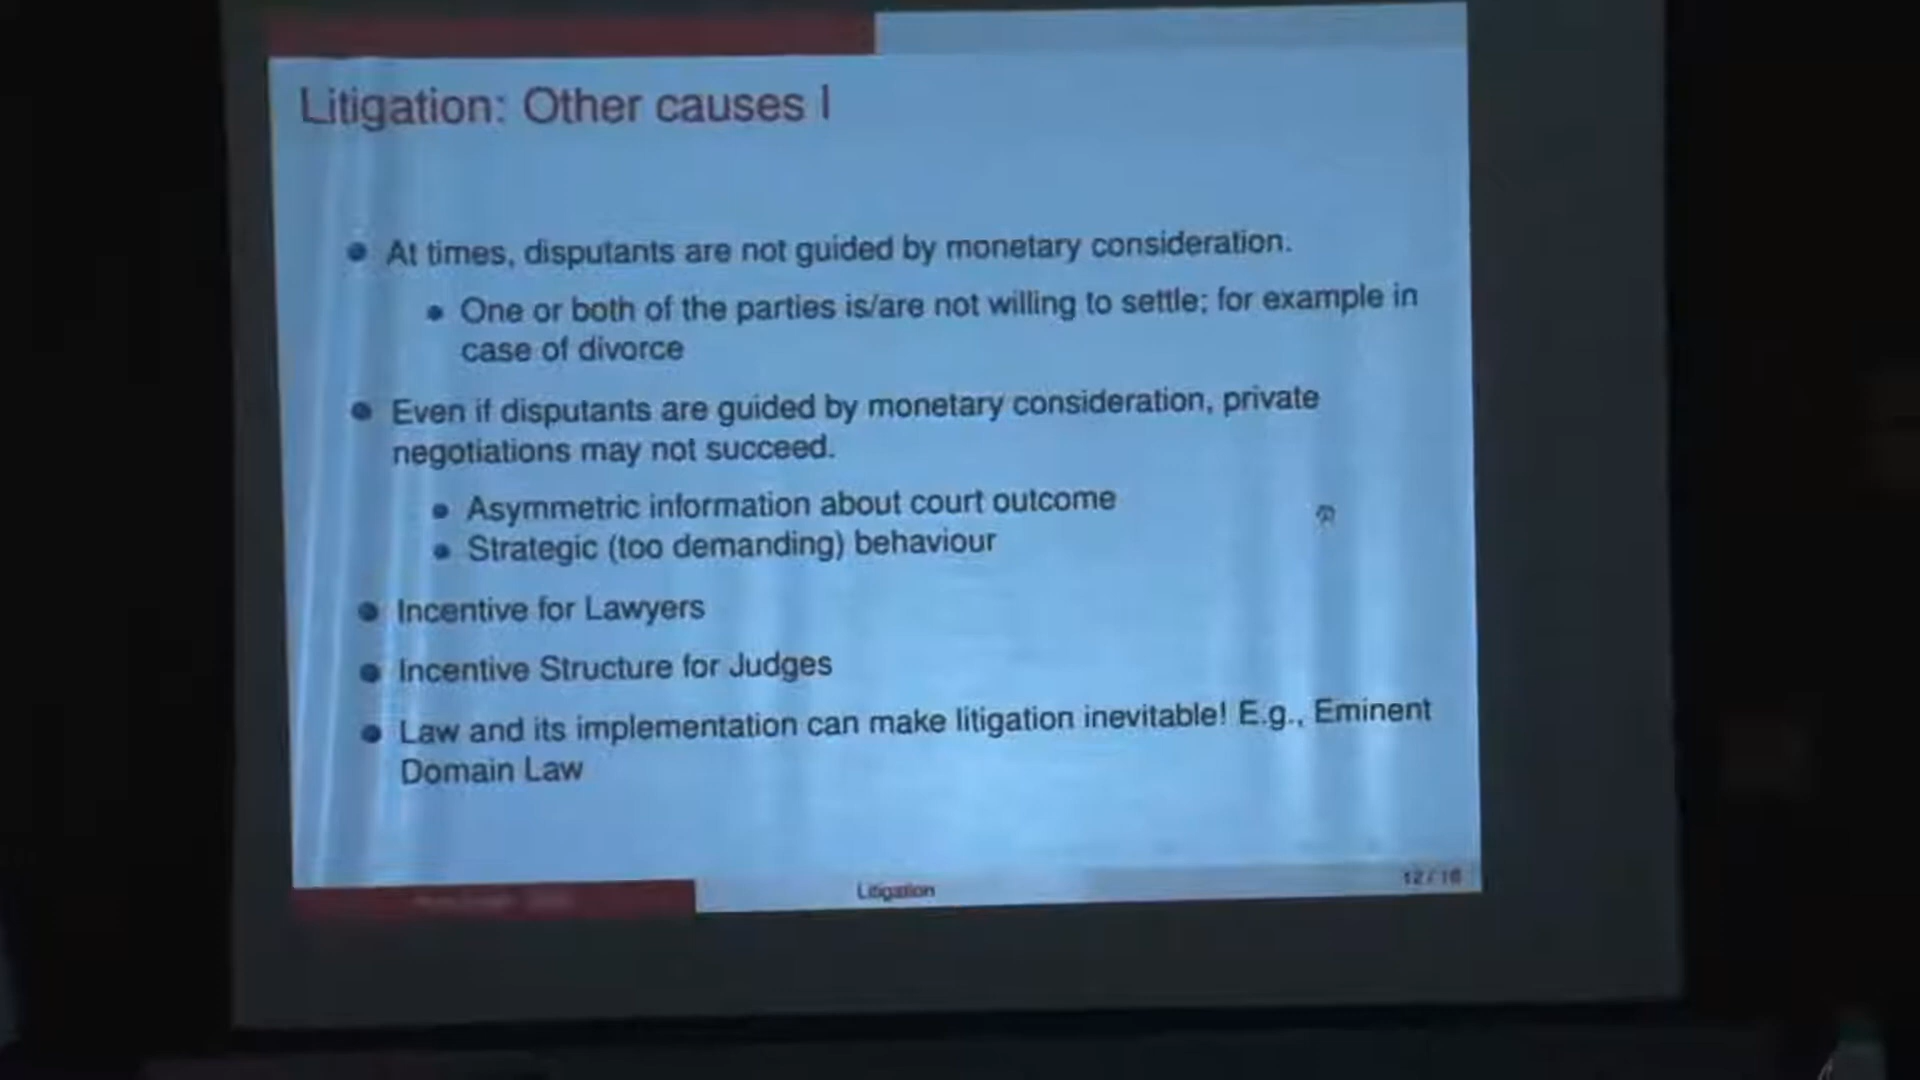 Litigation: Other causes I
At times, disputants are not guided by monetary consideration.
One or both of the parties is/are not willing to settle; for example in
case of divorce
Even if disputants are guided by monetary consideration, private
negotiations may not succeed.
Asymmetric information about court outcome
Strategic (too demanding) behaviour
Incentive for Lawyers
Incentive Structure for Judges
Law and its implementation can make litigation inevitable! E.g., Eminent
Domain Law
Litigation